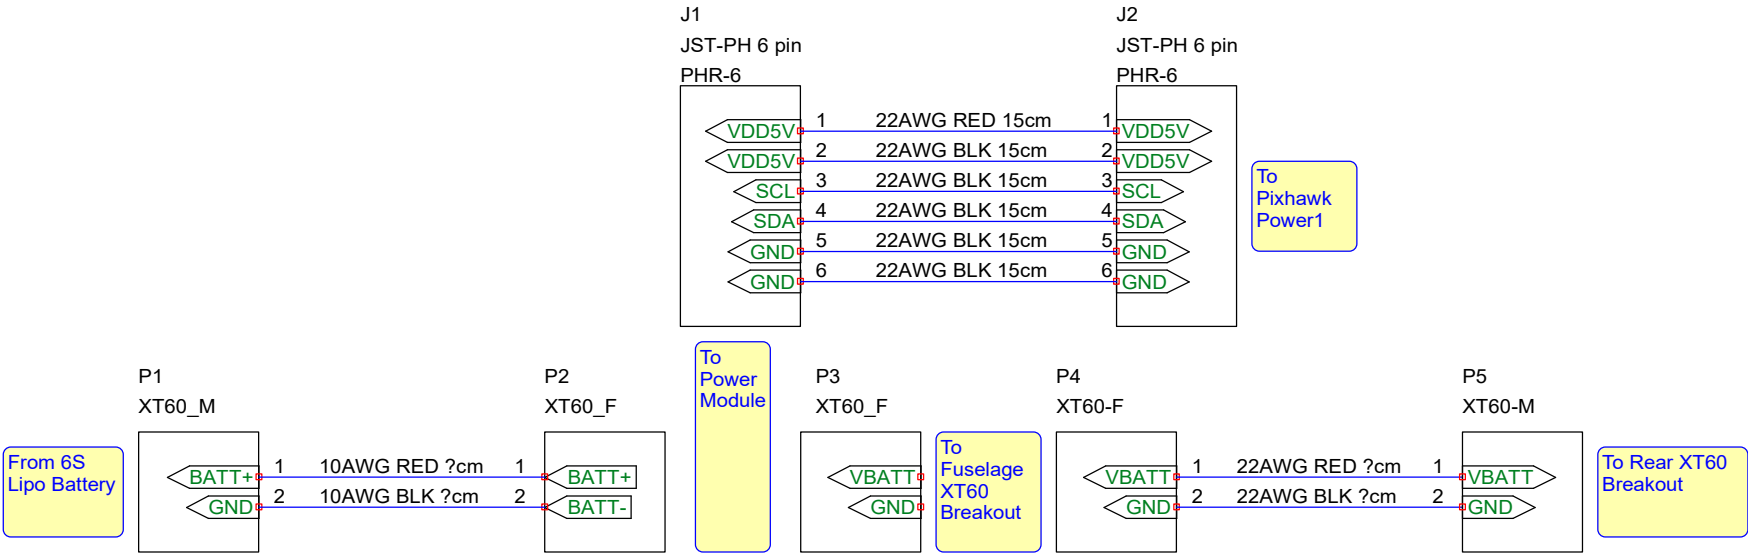 J1
JST-PH 6 pin
PHR-6
J2
JST-PH 6 pin
PHR-6
VDD5V 1 22AWG RED 15cm 1 VDD5V
VDD5V 2 22AWG BLK 15cm 2 VDD5V
SCL 3 22AWG BLK 15cm 3 SCL
SDA 4 22AWG BLK 15cm 4 SDA
GND 5 22AWG BLK 15cm 5 GND
GND 6 22AWG BLK 15cm 6 GND
To
Pixhawk
Power1
From 6S
Lipo Battery
P1
XT60_M
P2
XT60_F
BATT+ 1 10AWG RED ?cm 1 BATT+
GND 2 10AWG BLK ?cm 2 BATT-
To
Power
Module
P3
XT60_F
VBATT
GND
To
Fuselage
XT60
Breakout
P4
XT60-F
P5
XT60-M
VBATT 1 22AWG RED ?cm 1 VBATT
GND 2 22AWG BLK ?cm 2 GND
To Rear XT60
Breakout